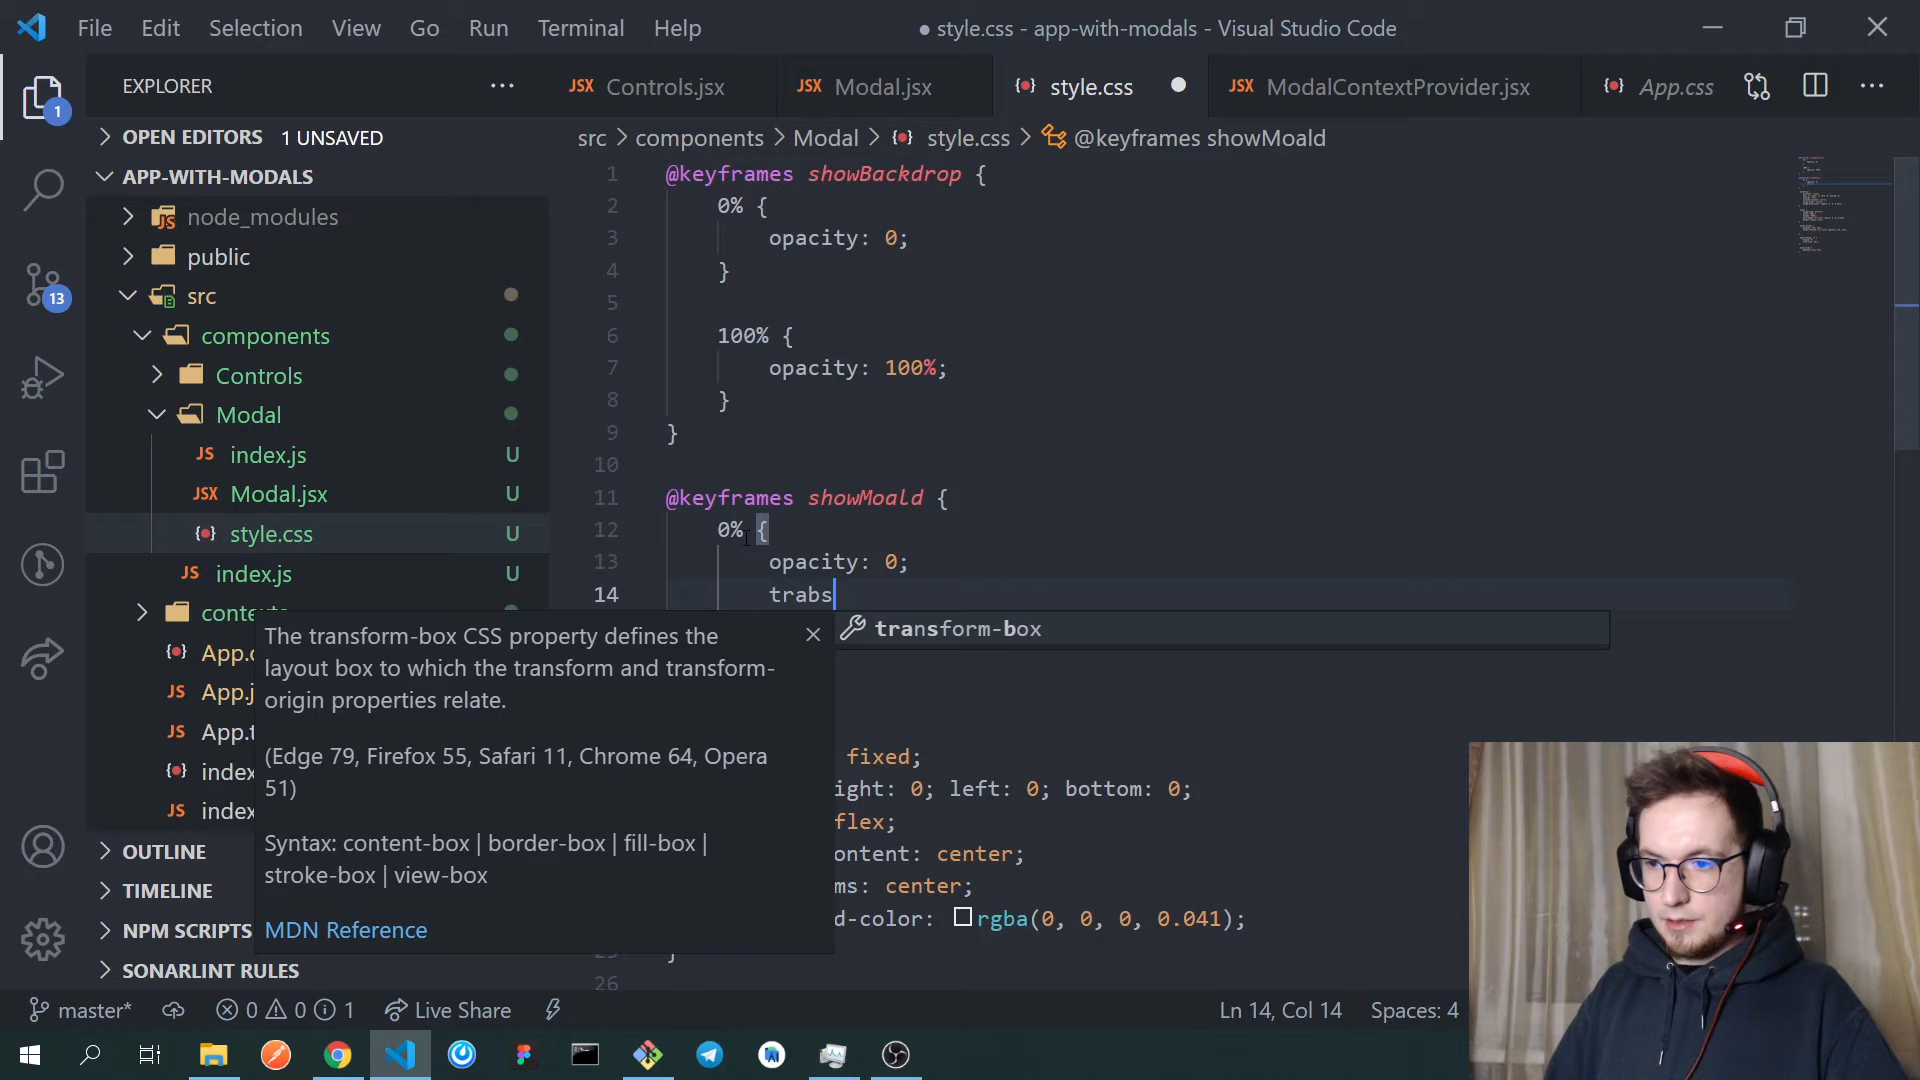 File Edit Selection View Go Run Terminal Help
● style.css - app-with-modals - Visual Studio Code
EXPLORER
JSX Controls.jsx
JSX Modal.jsx
style.css
JSX ModalContextProvider.jsx
App.css
1
OPEN EDITORS 1 UNSAVED
src > components > Modal > style.css > @keyframes showMoald
APP-WITH-MODALS
node_modules
public
src
components
Controls
Modal
JS index.js U
JSX Modal.jsx U
style.css U
JS index.js U
conte
App.
JS App.j
JS App.t
index
JS index
OUTLINE
TIMELINE
NPM SCRIPTS
SONARLINT RULES
13
1 @keyframes showBackdrop {
2 0% {
3 opacity: 0;
4 }
5
6 100% {
7 opacity: 100%;
8 }
9 }
10
11 @keyframes showMoald {
12 0% {
13 opacity: 0;
14 trabs
transform-box
The transform-box CSS property defines the
layout box to which the transform and transform-
origin properties relate.
(Edge 79, Firefox 55, Safari 11, Chrome 64, Opera
51)
Syntax: content-box | border-box | fill-box |
stroke-box | view-box
MDN Reference
fixed;
ight: 0; left: 0; bottom: 0;
flex;
ontent: center;
ms: center;
d-color: rgba(0, 0, 0, 0.041);
}
26
master* 0 0 1 Live Share
Ln 14, Col 14 Spaces: 4